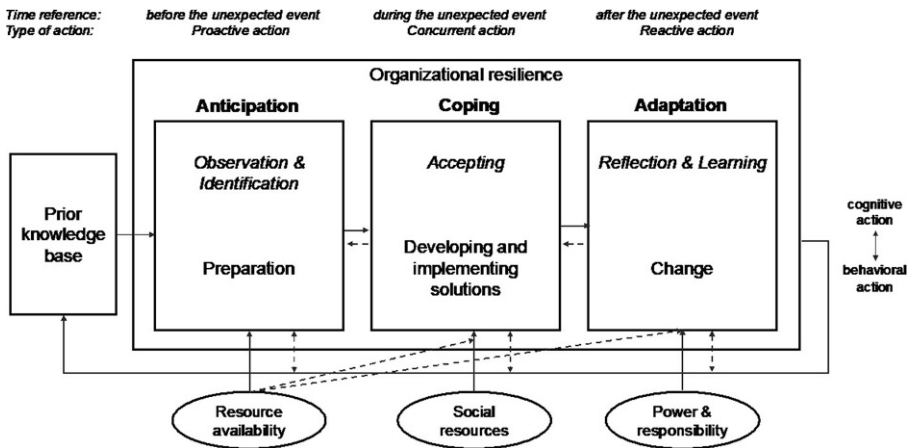 Time reference: before the unexpected event during the unexpected event after the unexpected event
Type of action: Proactive action Concurrent action Reactive action
Organizational resilience
Anticipation Coping Adaptation
Observation &
Identification
Accepting
Reflection & Learning
Prior
knowledge
base
Preparation
Developing and
implementing
solutions
Change
cognitive
action
behavioral
action
Resource
availability
Social
resources
Power &
responsibility